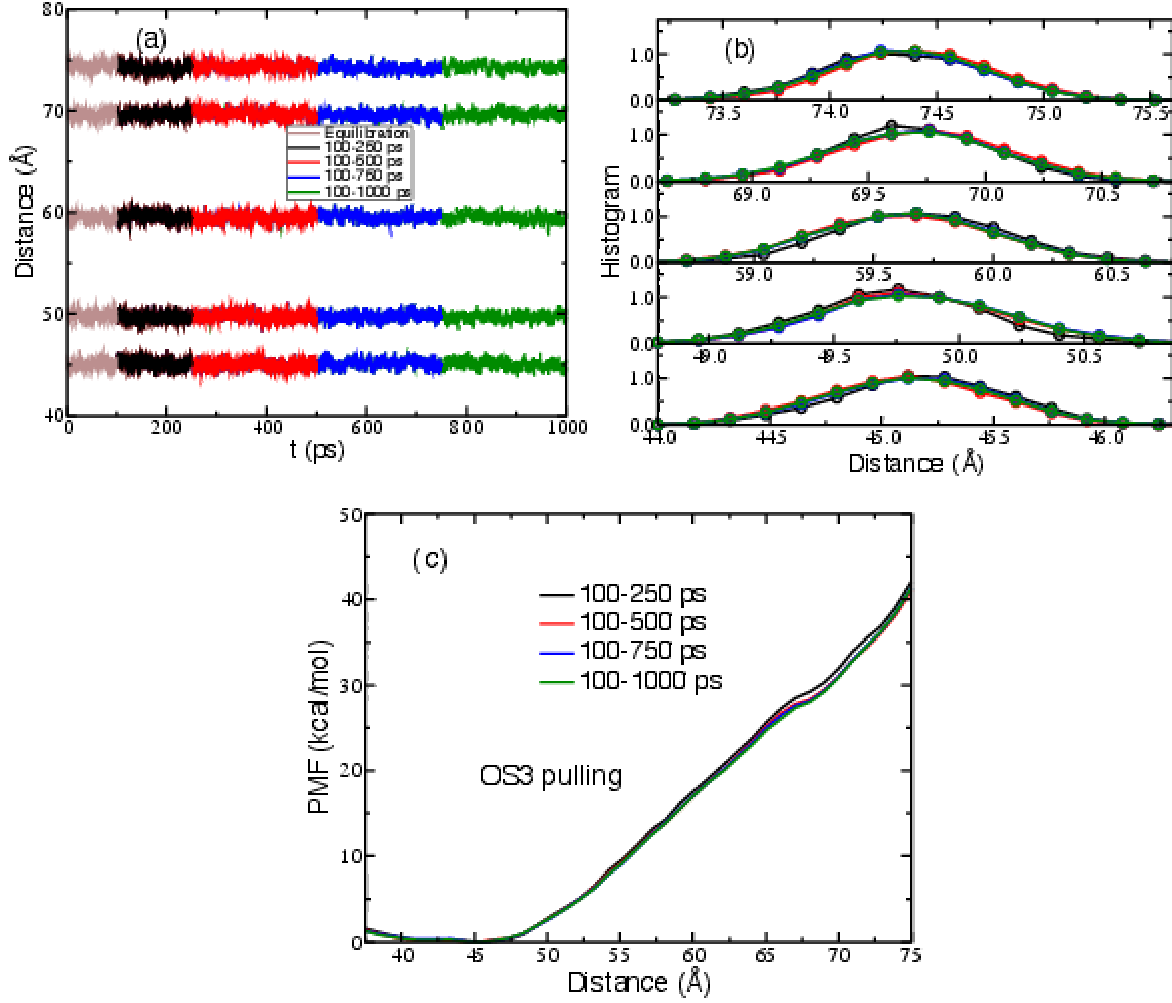 (a)
80
70
60
50
40
Distance (Å)
Equilibration
100-250 ps
100-500 ps
100-750 ps
100-1000 ps
0 200 400 600 800 1000
t (ps)
(b)
Histogram
1.0
0.0
73.5 74.0 74.5 75.0 75.5
1.0
0.0
69.0 69.5 70.0 70.5
1.0
0.0
59.0 59.5 60.0 60.5
1.0
0.0
49.0 49.5 50.0 50.5
1.0
0.0
44.0 44.5 45.0 45.5 46.0
Distance (Å)
(c)
50
40
30
20
10
0
PMF (kcal/mol)
100-250 ps
100-500 ps
100-750 ps
100-1000 ps
OS3 pulling
40 45 50 55 60 65 70 75
Distance (Å)